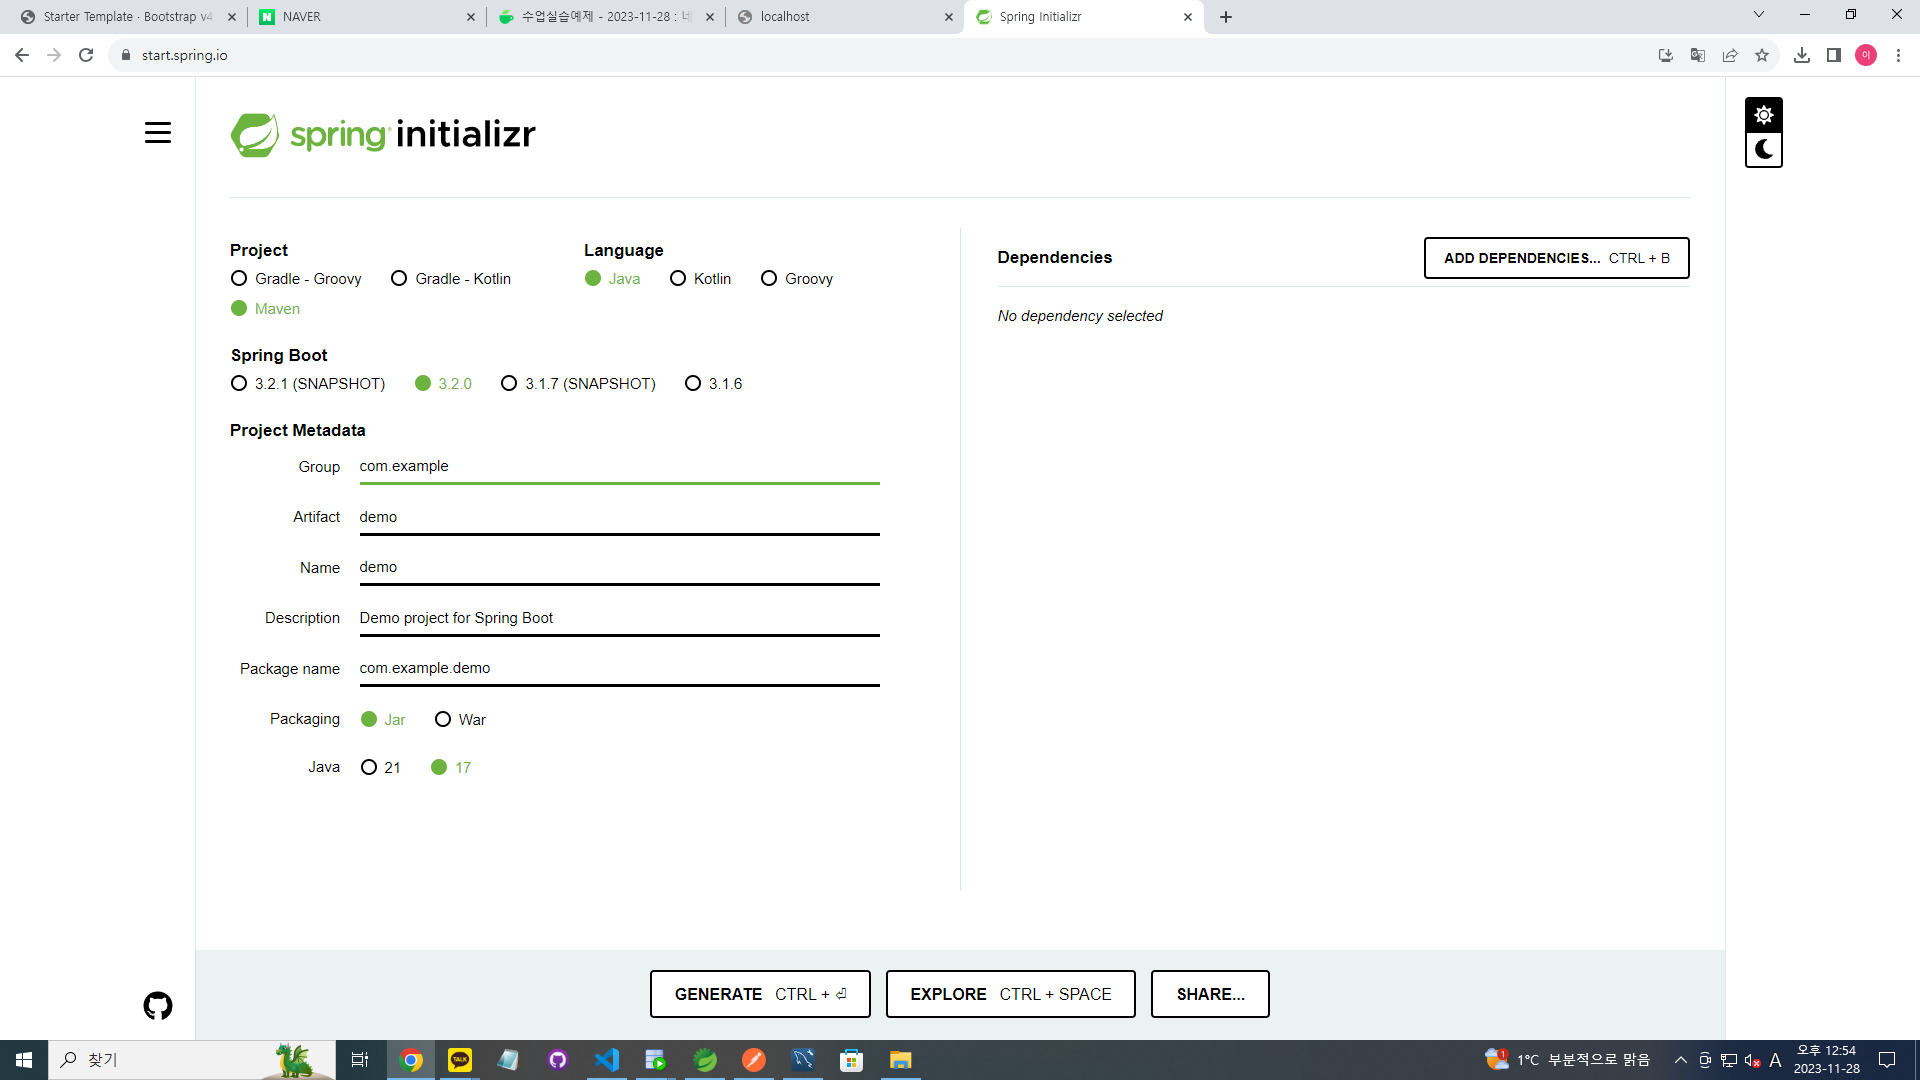 Starter Template · Bootstrap v4
NAVER
수업실습예제 - 2023-11-28 : 네
localhost
Spring Initializr
start.spring.io
이
spring initializr
Project
Gradle - Groovy
Gradle - Kotlin
Maven
Language
Java
Kotlin
Groovy
Spring Boot
3.2.1 (SNAPSHOT)
3.2.0
3.1.7 (SNAPSHOT)
3.1.6
Project Metadata
Group
com.example
Artifact
demo
Name
demo
Description
Demo project for Spring Boot
Package name
com.example.demo
Packaging
Jar
War
Java
21
17
Dependencies
ADD DEPENDENCIES... CTRL + B
No dependency selected
GENERATE CTRL + ⏎
EXPLORE CTRL + SPACE
SHARE...
찾기
TALK
1
1°C 부분적으로 맑음
A
오후 12:54
2023-11-28